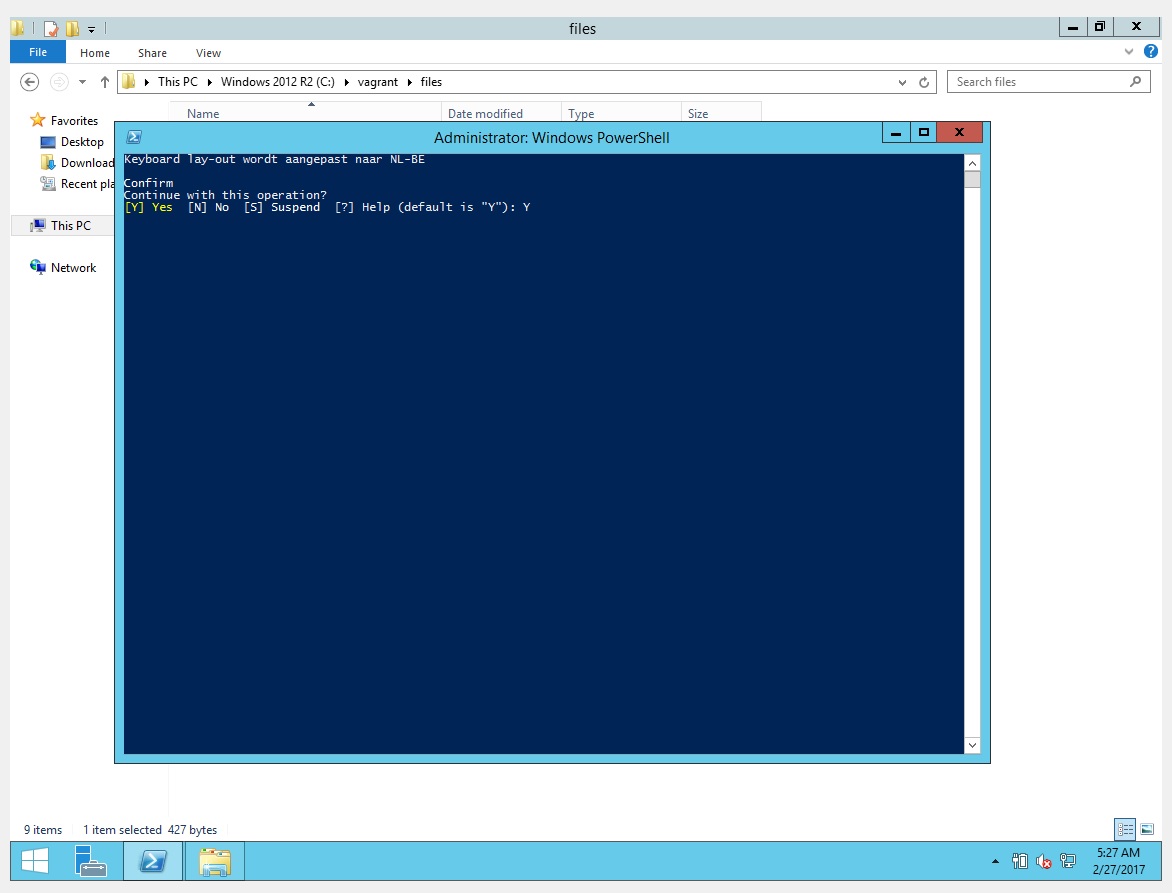 files
File Home Share View
This PC Windows 2012 R2 (C:) vagrant files
Search files
Name Date modified Type Size
Favorites
Desktop
Download
Recent pla
This PC
Network
Administrator: Windows PowerShell
Keyboard lay-out wordt aangepast naar NL-BE
Confirm
Continue with this operation?
[Y] Yes [N] No [S] Suspend [?] Help (default is "Y"): Y
9 items 1 item selected 427 bytes
5:27 AM
2/27/2017